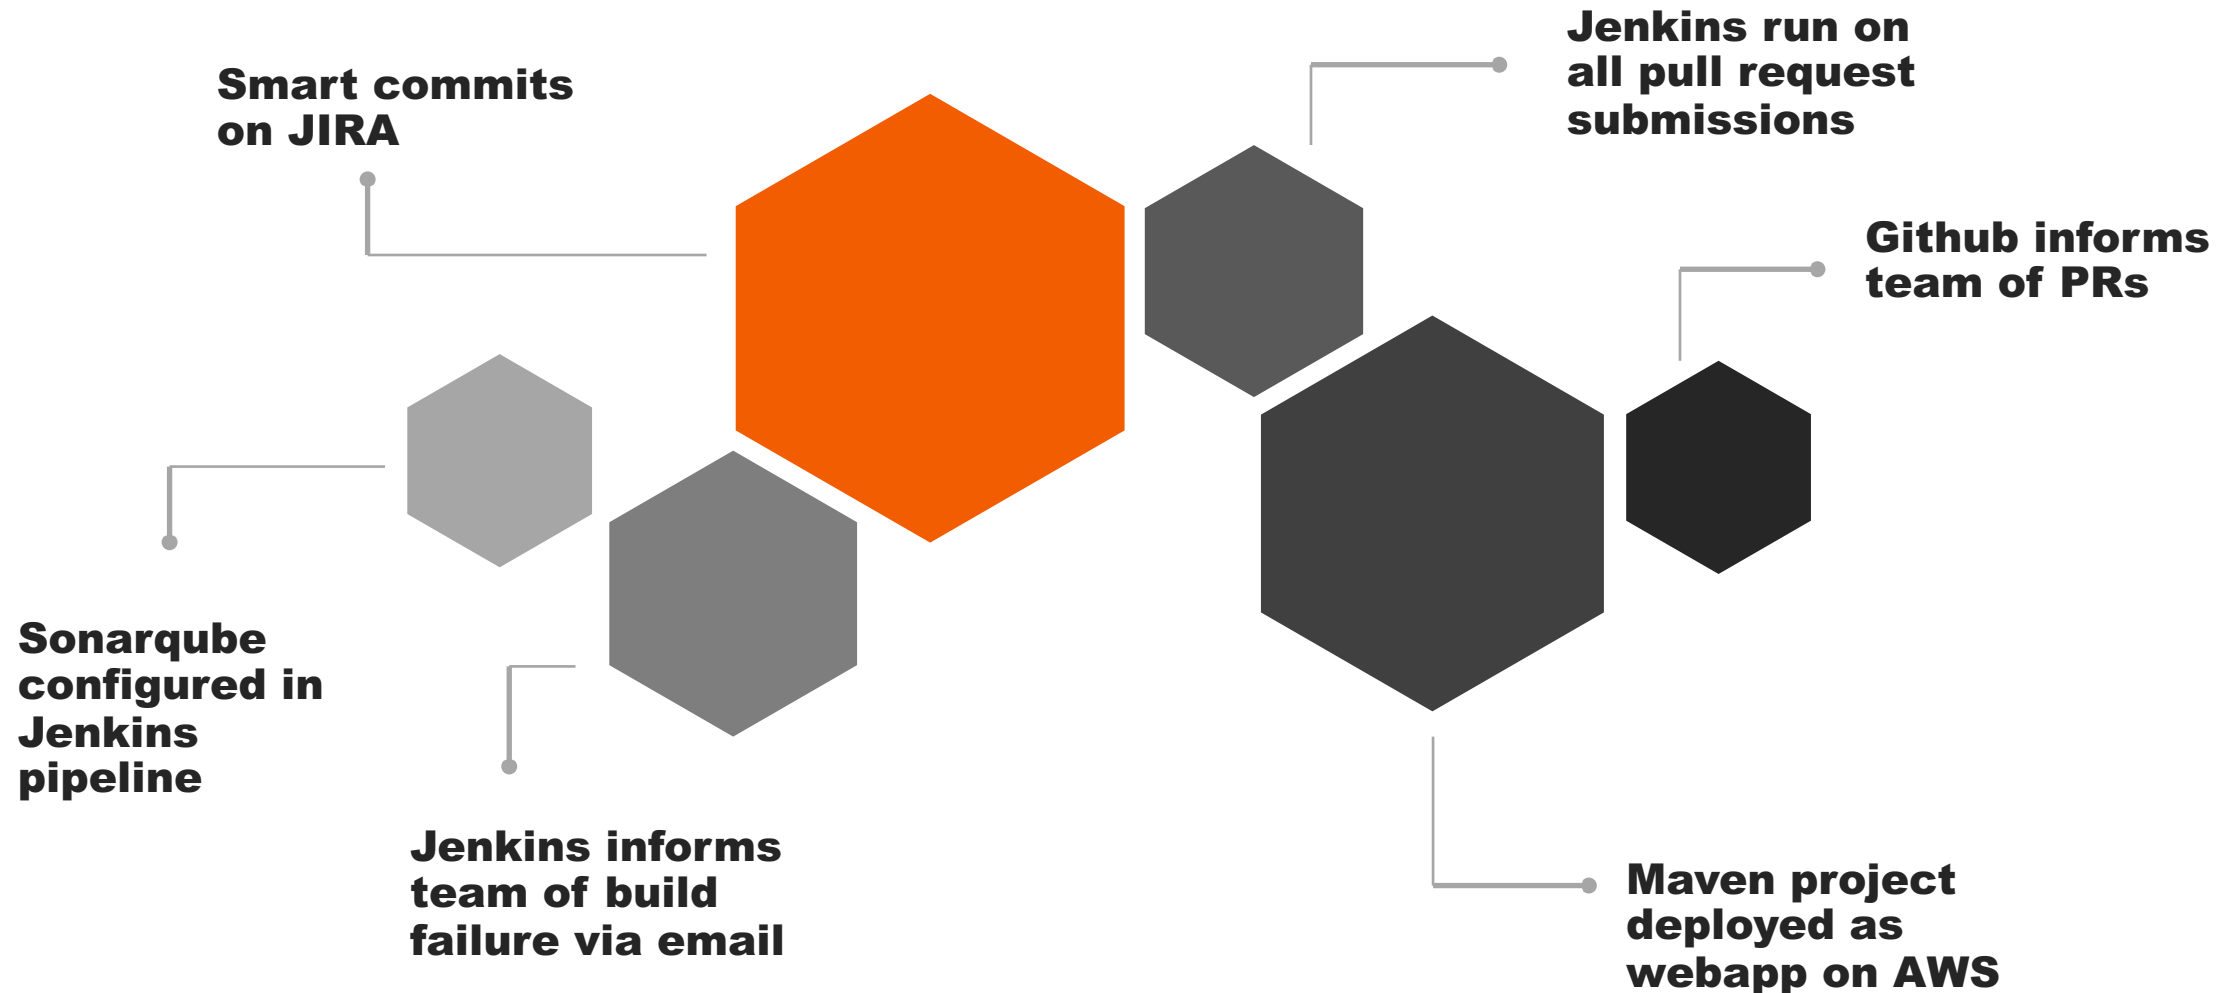 Smart commits
on JIRA
Jenkins run on
all pull request
submissions
Github informs
team of PRs
Sonarqube
configured in
Jenkins
pipeline
Jenkins informs
team of build
failure via email
Maven project
deployed as
webapp on AWS